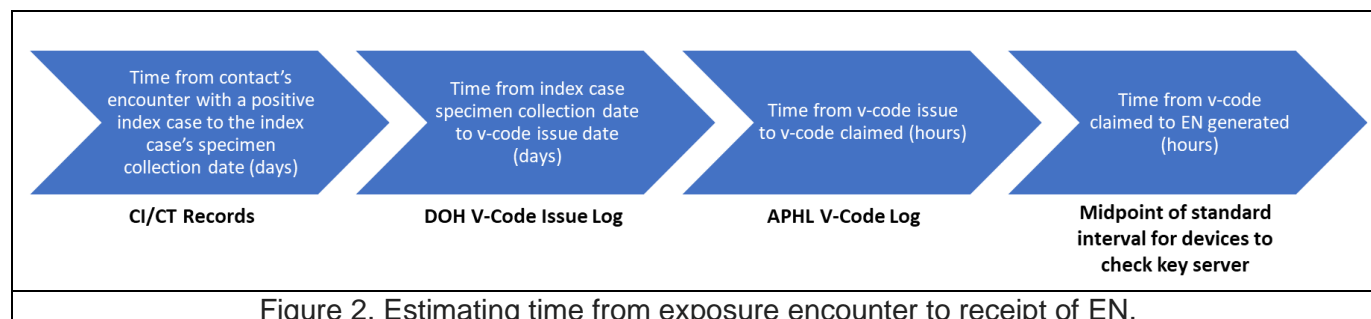 Time from contact's
encounter with a positive
index case to the index
case's specimen
collection date (days)
Time from index case
specimen collection date
to v-code issue date
(days)
Time from v-code issue
to v-code claimed (hours)
Time from v-code
claimed to EN generated
(hours)
CI/CT Records
DOH V-Code Issue Log
APHL V-Code Log
Midpoint of standard
interval for devices to
check key server
Figure 2. Estimating time from exposure encounter to receipt of EN.